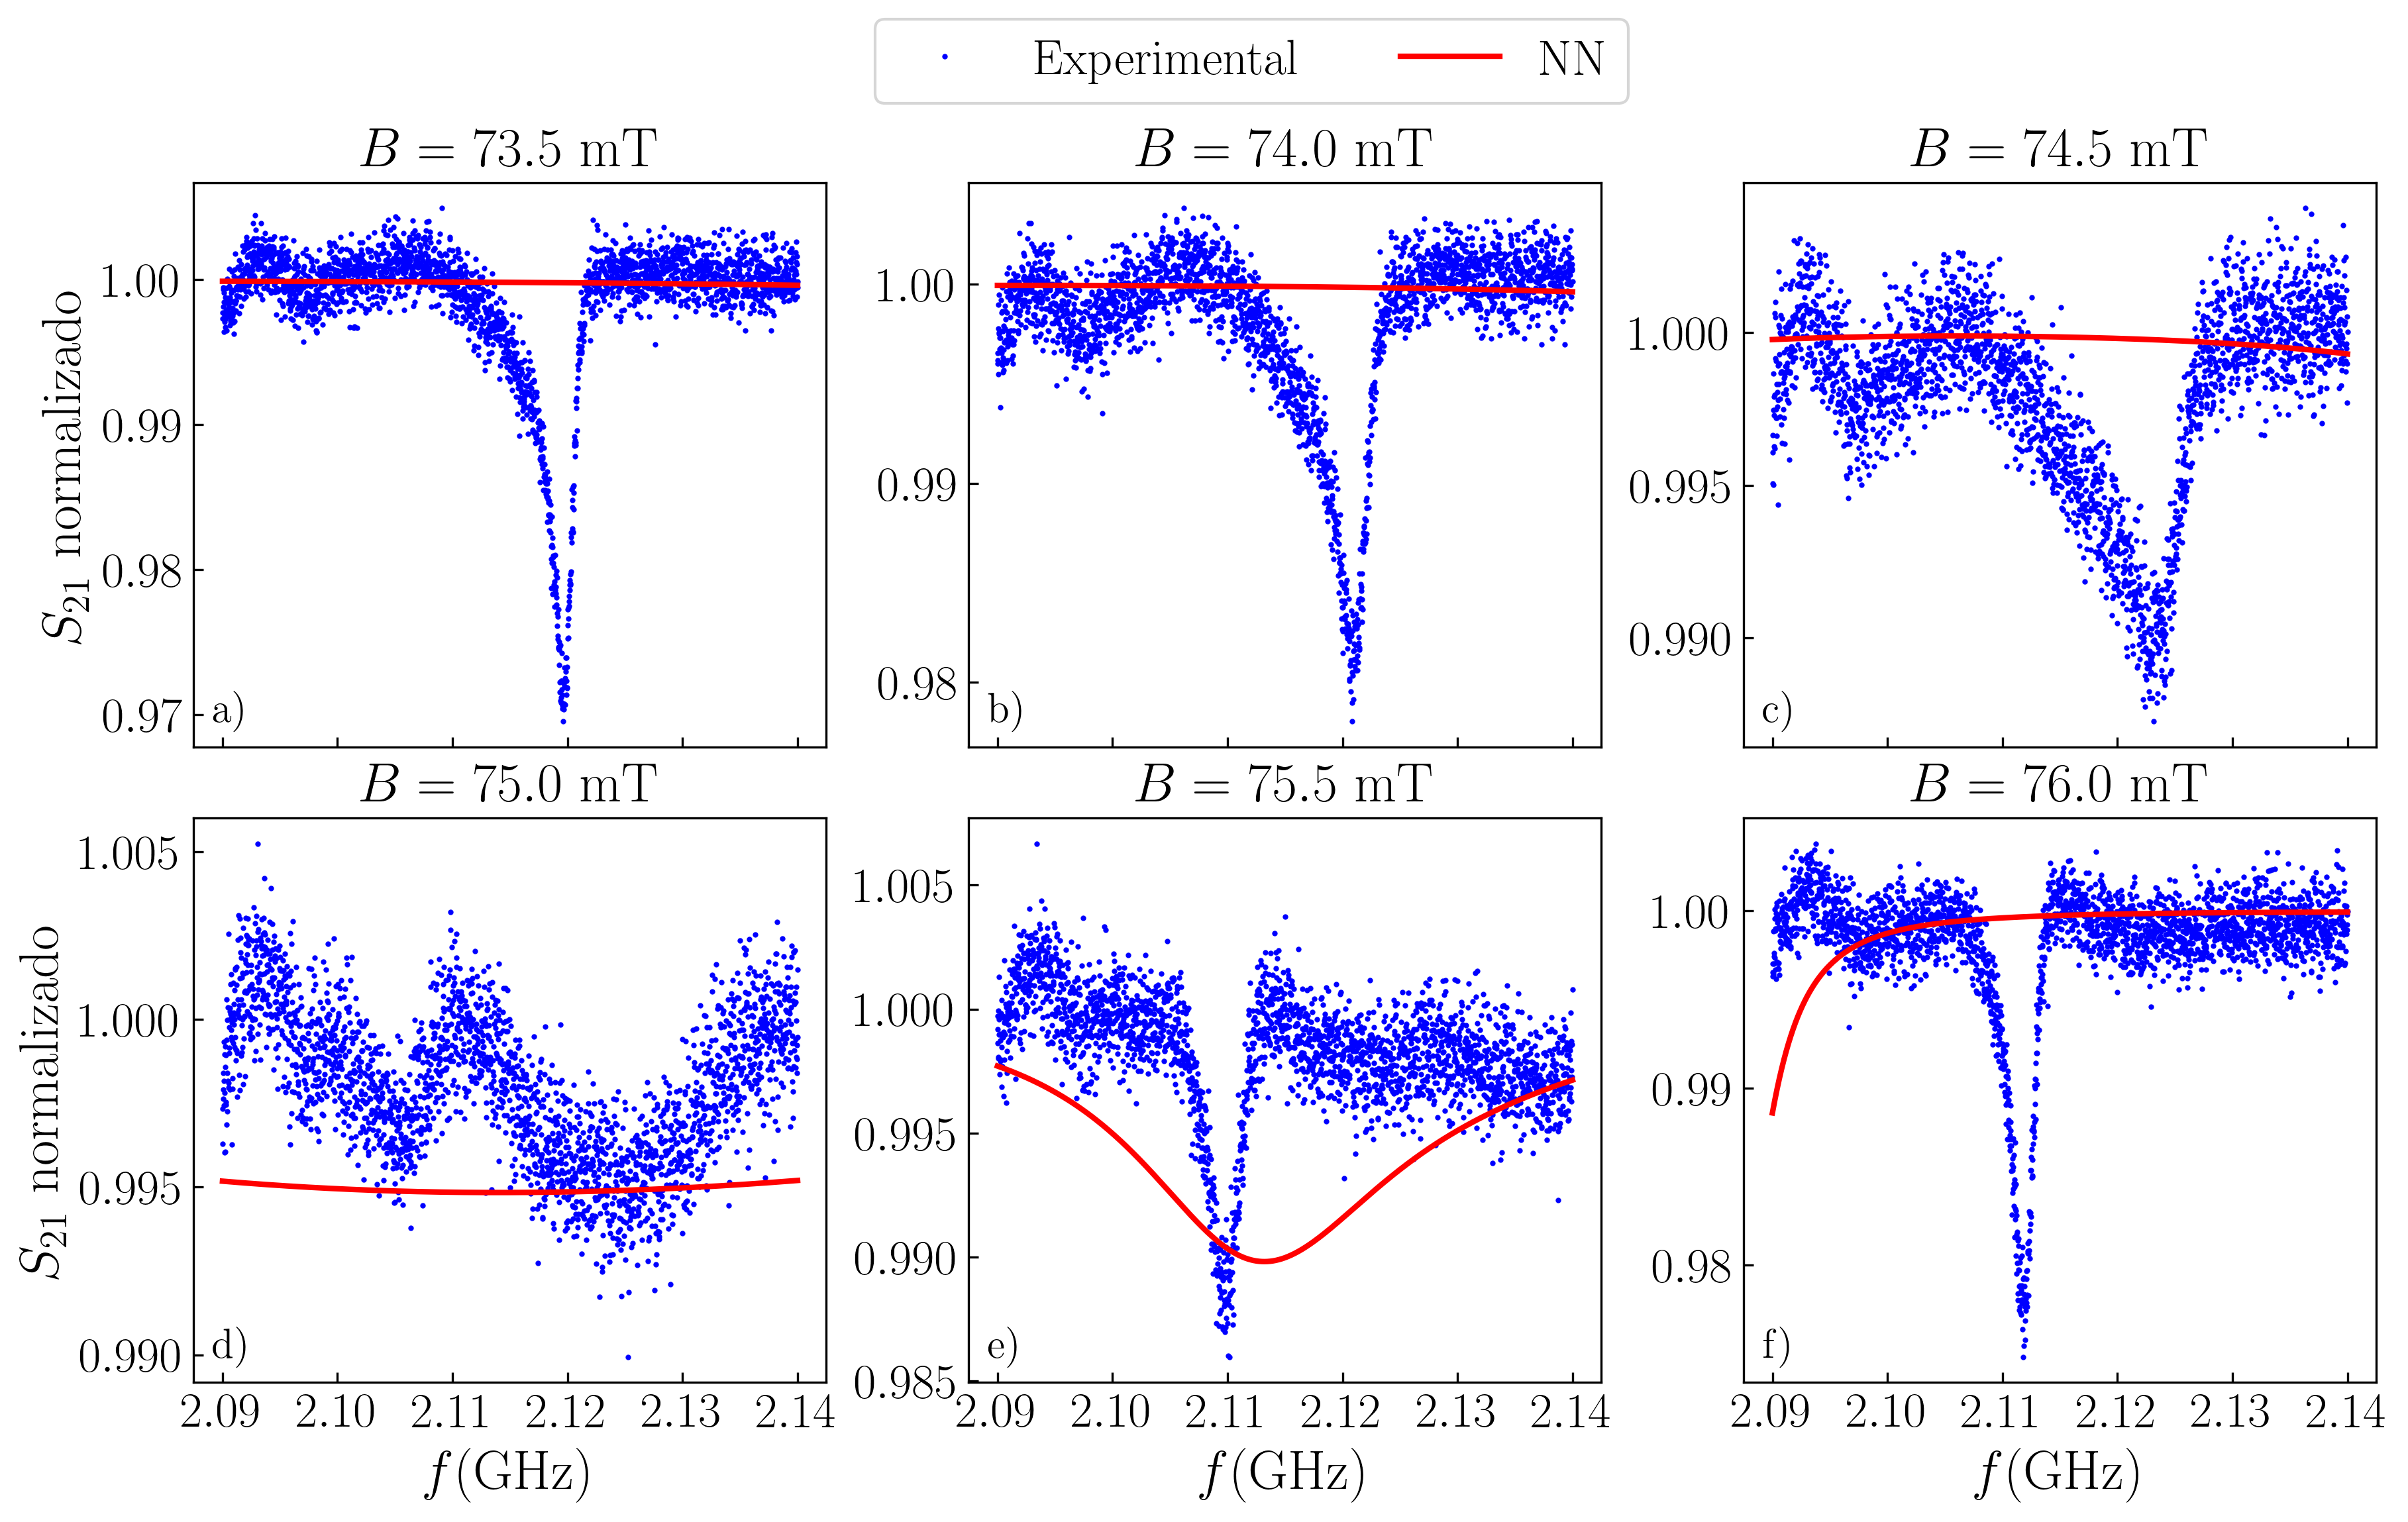 Experimental NN
B = 73.5 mT B = 74.0 mT B = 74.5 mT
S21 normalizado
1.00
0.99
0.98
0.97
a)
1.00
0.99
0.98
b)
1.000
0.995
0.990
c)
B = 75.0 mT B = 75.5 mT B = 76.0 mT
S21 normalizado
1.005
1.000
0.995
0.990
d)
1.005
1.000
0.995
0.990
0.985
e)
1.00
0.99
0.98
f)
2.09 2.10 2.11 2.12 2.13 2.14
2.09 2.10 2.11 2.12 2.13 2.14
2.09 2.10 2.11 2.12 2.13 2.14
f(GHz) f(GHz) f(GHz)